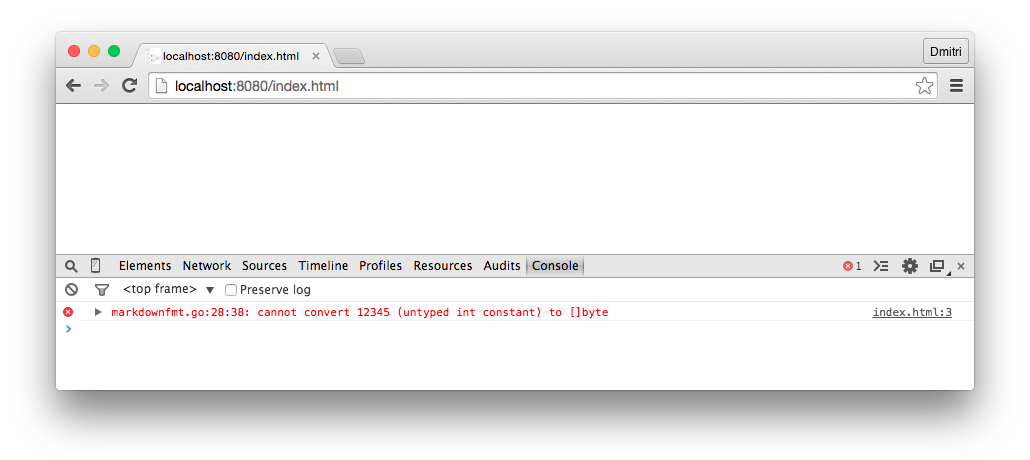 localhost:8080/index.html ×
Dmitri
localhost:8080/index.html
Elements Network Sources Timeline Profiles Resources Audits Console 1
<top frame> Preserve log
markdownfmt.go:28:38: cannot convert 12345 (untyped int constant) to []byte index.html:3